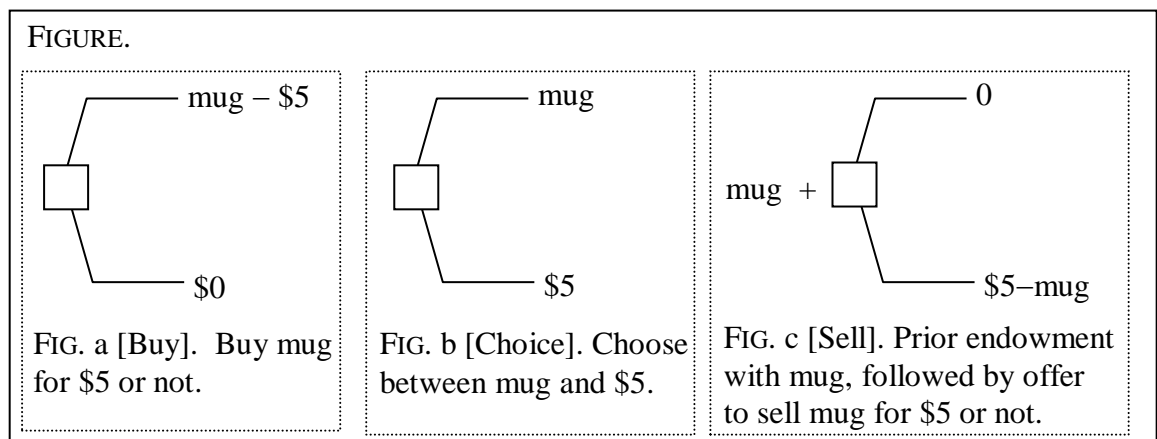 FIGURE.
mug – $5
$0
FIG. a [Buy].  Buy mug
for $5 or not.
mug
$5
FIG. b [Choice]. Choose
between mug and $5.
0
mug  +
$5–mug
FIG. c [Sell]. Prior endowment
with mug, followed by offer
to sell mug for $5 or not.